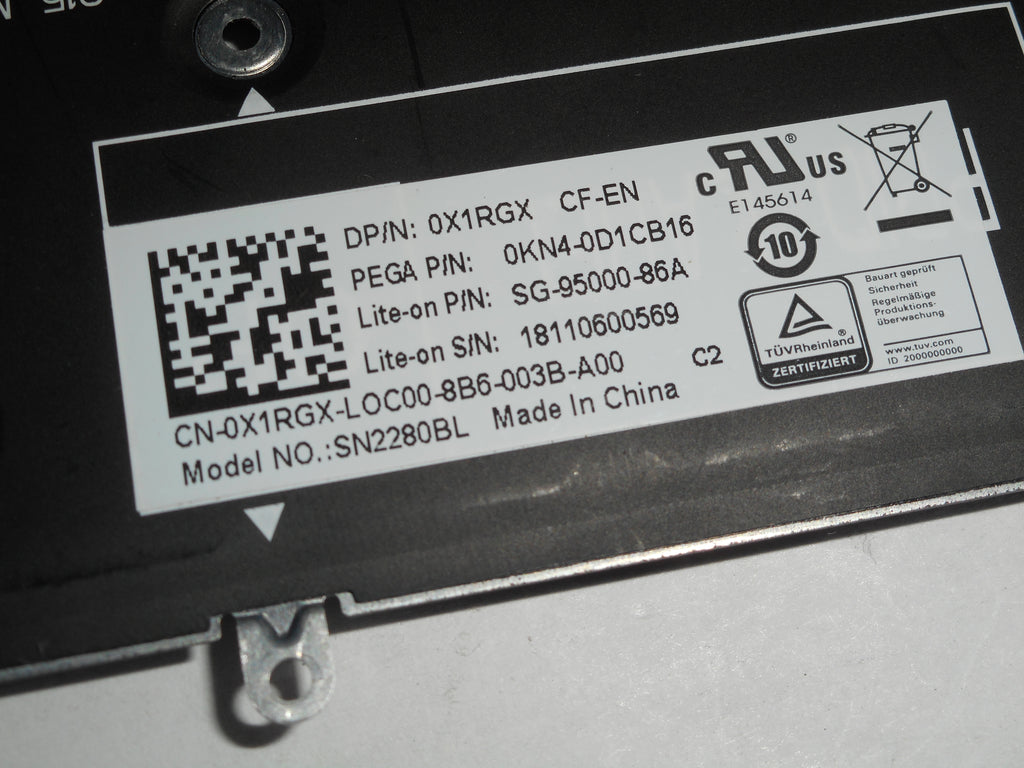 DP/N: 0X1RGX CF-EN
PEGA P/N: 0KN4-0D1CB16
Lite-on P/N: SG-95000-86A
Lite-on S/N: 18110600569
CN-0X1RGX-LOC00-8B6-003B-A00 C2
Model NO.:SN2280BL Made In China
c RU ® US
E145614
10
TÜVRheinland ®
ZERTIFIZIERT
Bauart geprüft
Sicherheit
Regelmäßige
Produktions-
überwachung
www.tuv.com
ID 2000000000